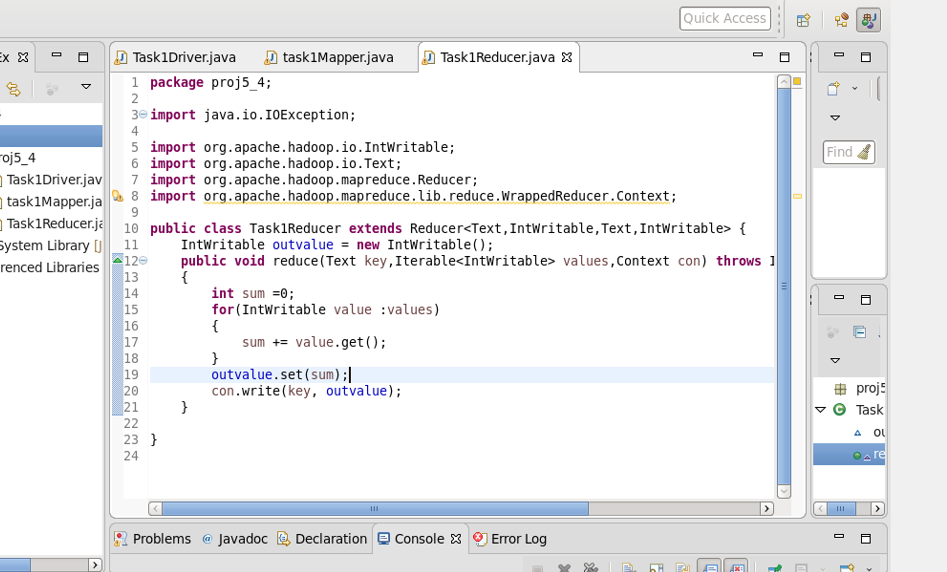 Quick Access
Ex
Task1Driver.java
task1Mapper.java
Task1Reducer.java
1 package proj5_4;
2
3 import java.io.IOException;
4
5 import org.apache.hadoop.io.IntWritable;
6 import org.apache.hadoop.io.Text;
7 import org.apache.hadoop.mapreduce.Reducer;
8 import org.apache.hadoop.mapreduce.lib.reduce.WrappedReducer.Context;
9
10 public class Task1Reducer extends Reducer<Text,IntWritable,Text,IntWritable> {
11 IntWritable outvalue = new IntWritable();
12 public void reduce(Text key,Iterable<IntWritable> values,Context con) throws I
13 {
14 int sum =0;
15 for(IntWritable value :values)
16 {
17 sum += value.get();
18 }
19 outvalue.set(sum);
20 con.write(key, outvalue);
21 }
22
23 }
24
roj5_4
Task1Driver.jav
task1Mapper.ja
Task1Reducer.ja
System Library [J
renced Libraries
Find
proj5
Task
ou
re
Problems
@ Javadoc
Declaration
Console
Error Log